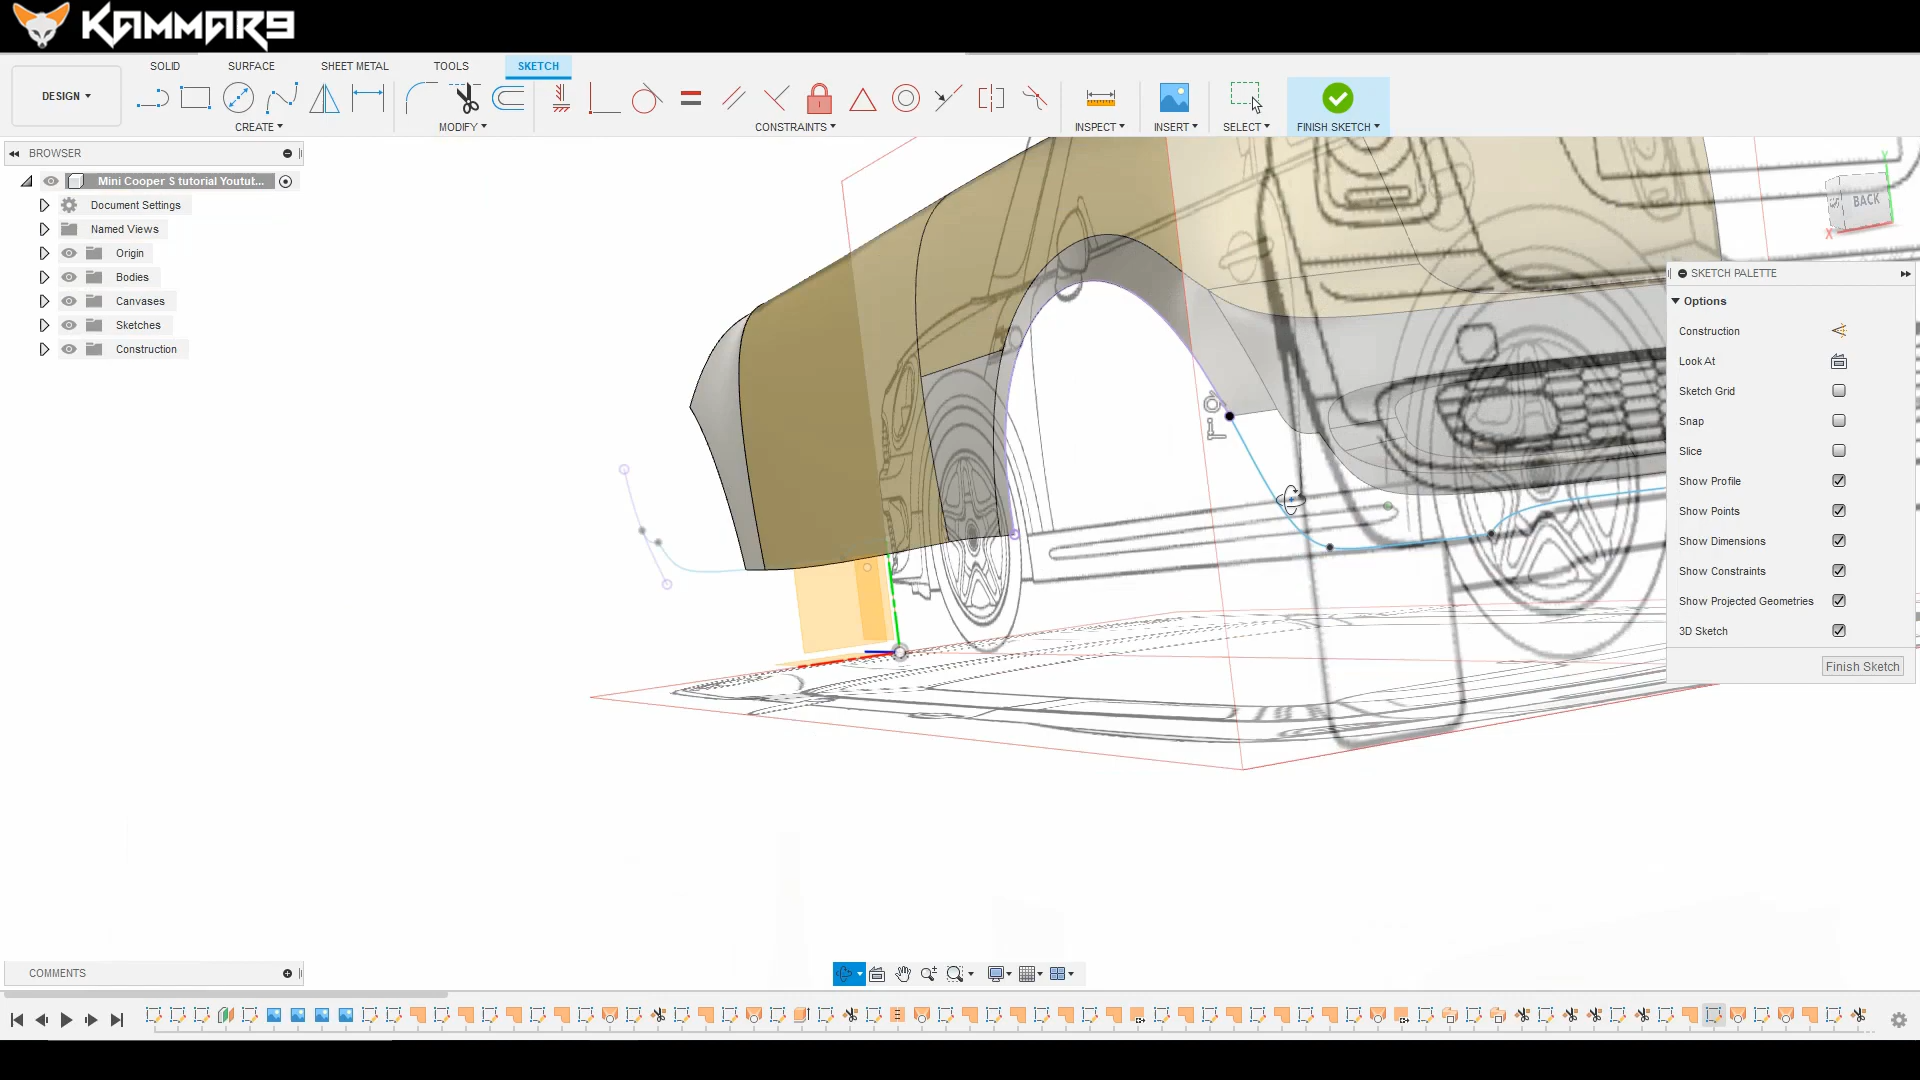 KAMMAR9
SOLID
SURFACE
SHEET METAL
TOOLS
SKETCH
DESIGN
CREATE
MODIFY
CONSTRAINTS
INSPECT
INSERT
SELECT
FINISH SKETCH
BROWSER
Mini Cooper S tutorial Youtut...
Document Settings
Named Views
Origin
Bodies
Canvases
Sketches
Construction
Y
BACK
X
SKETCH PALETTE
Options
Construction
Look At
Sketch Grid
Snap
Slice
Show Profile
Show Points
Show Dimensions
Show Constraints
Show Projected Geometries
3D Sketch
Finish Sketch
COMMENTS